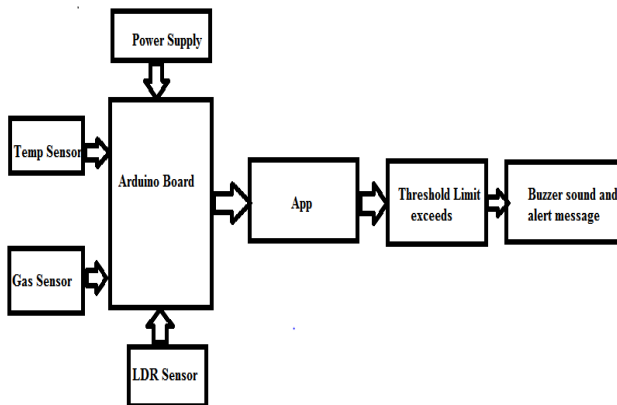 Power Supply
Temp Sensor
Arduino Board
App
Threshold Limit
exceeds
Buzzer sound and
alert message
Gas Sensor
LDR Sensor